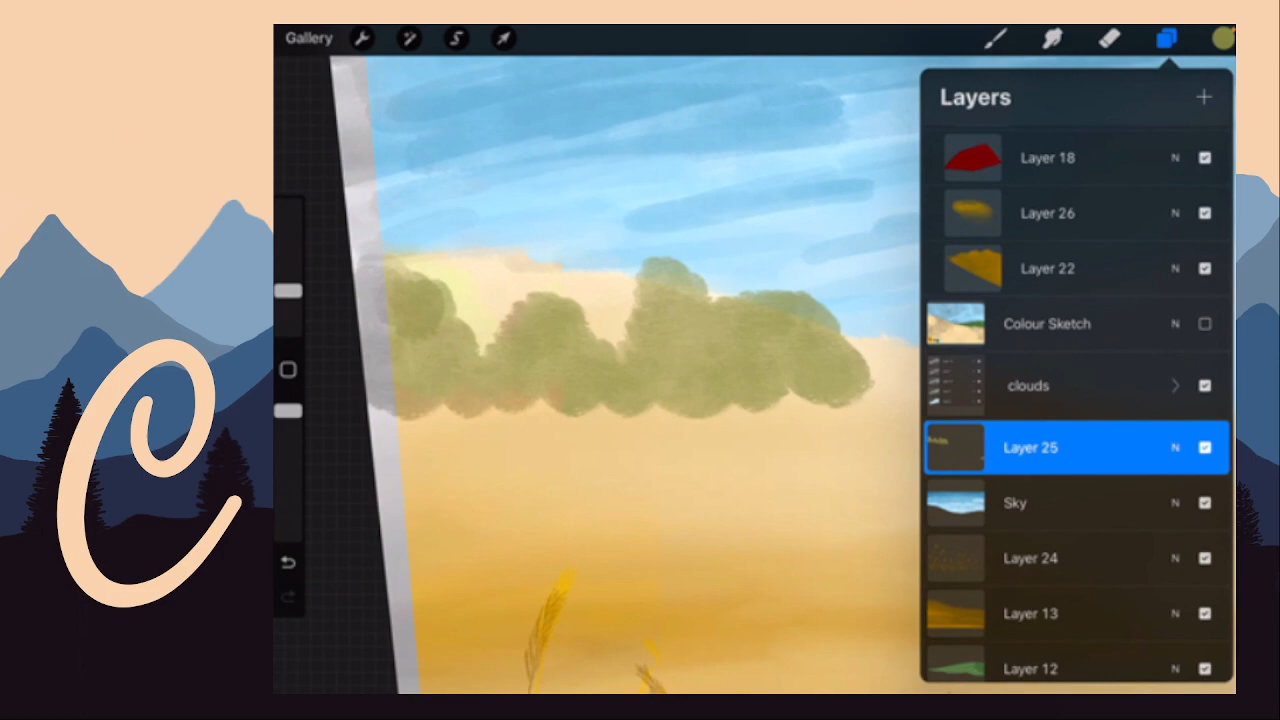 Gallery
Layers
Layer 18 N
Layer 26 N
Layer 22 N
Colour Sketch N
clouds
Layer 25 N
Sky N
Layer 24 N
Layer 13 N
Layer 12 N
C